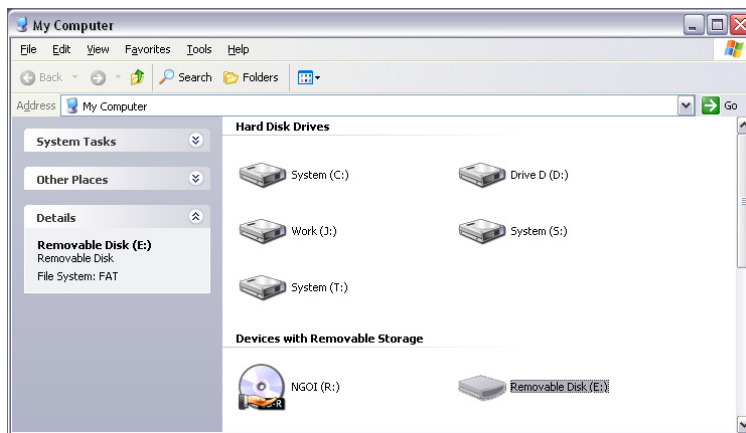 My Computer
File Edit View Favorites Tools Help
Back Search Folders
Address My Computer Go
System Tasks
Other Places
Details
Removable Disk (E:)
Removable Disk
File System: FAT
Hard Disk Drives
System (C:) Drive D (D:)
Work (J:) System (S:)
System (T:)
Devices with Removable Storage
NGOI (R:) Removable Disk (E:)